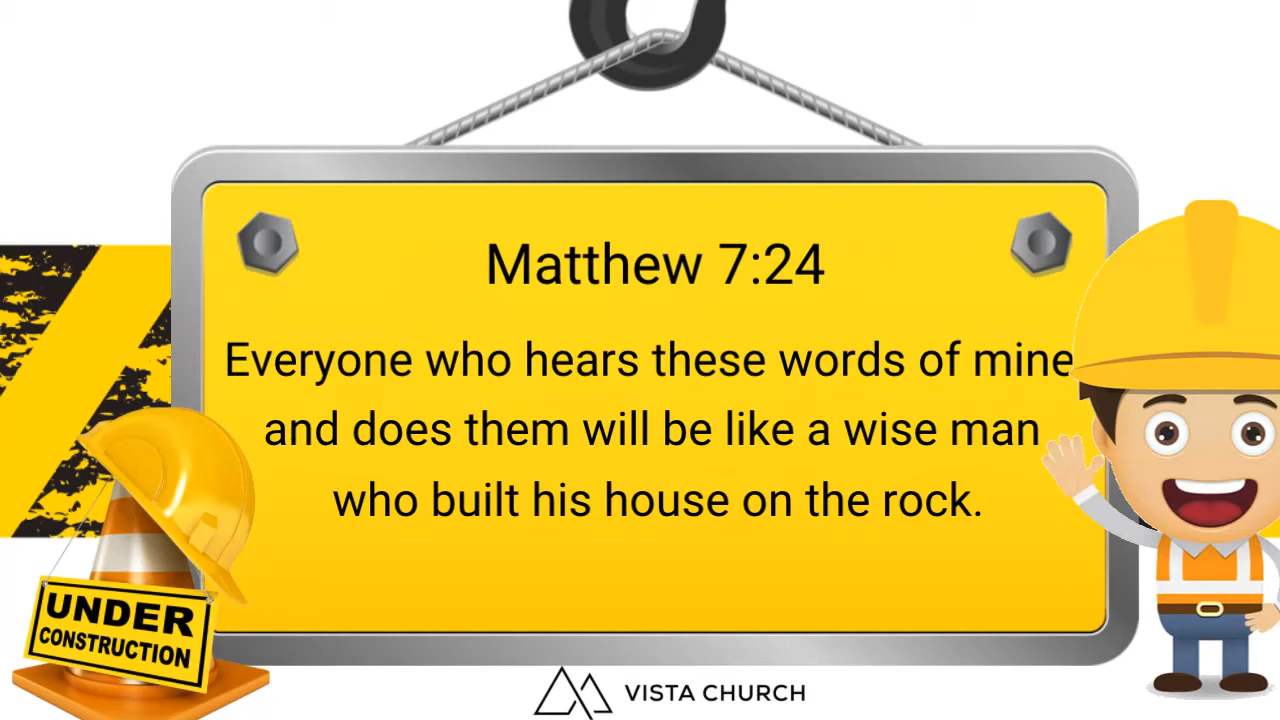 Matthew 7:24
Everyone who hears these words of mine
and does them will be like a wise man
who built his house on the rock.
UNDER
CONSTRUCTION
VISTA CHURCH